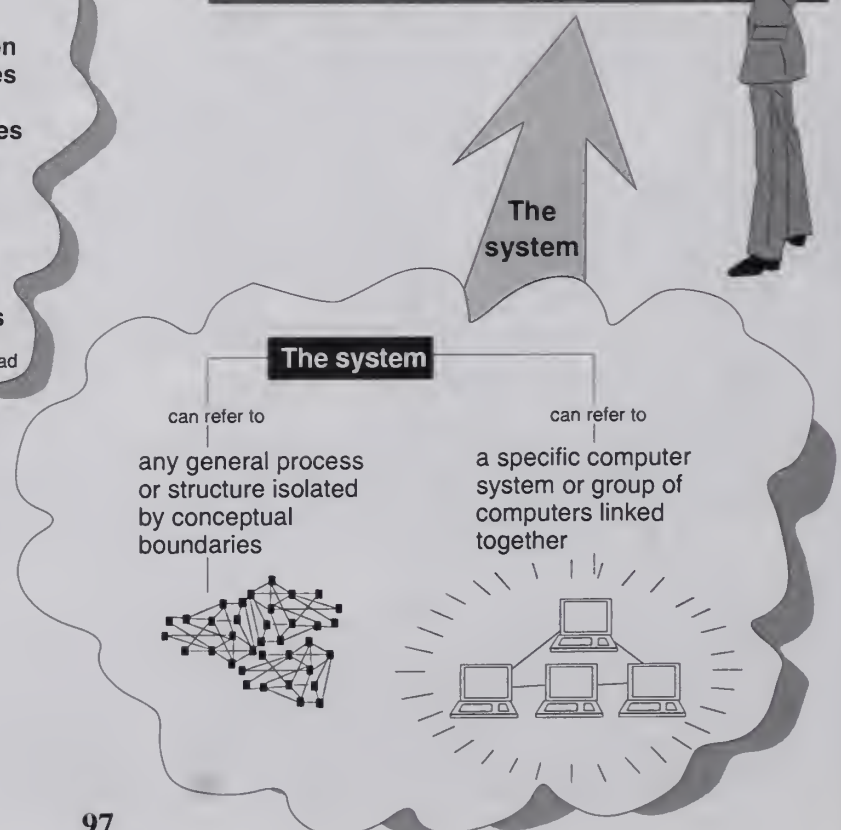 The
system
The system
can refer to
any general process
or structure isolated
by conceptual
boundaries
can refer to
a specific computer
system or group of
computers linked
together
97